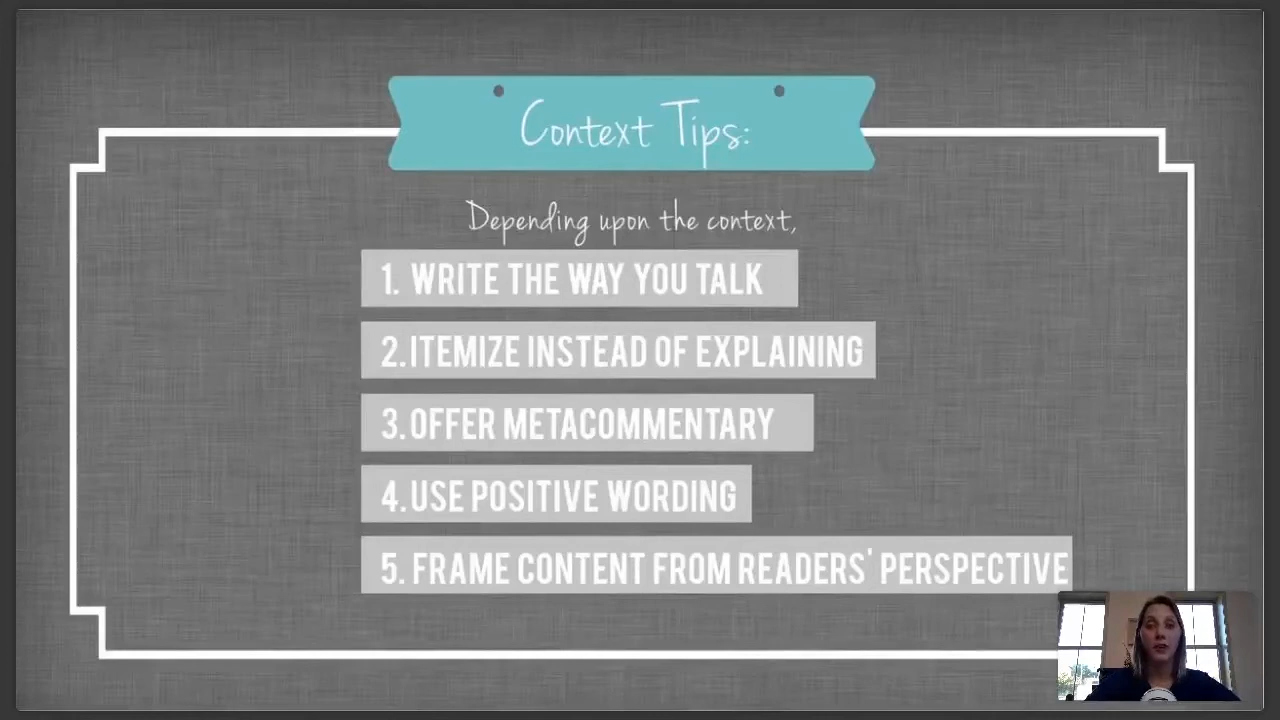 Context Tips:
Depending upon the context,
1. WRITE THE WAY YOU TALK
2. ITEMIZE INSTEAD OF EXPLAINING
3. OFFER METACOMMENTARY
4. USE POSITIVE WORDING
5. FRAME CONTENT FROM READERS' PERSPECTIVE